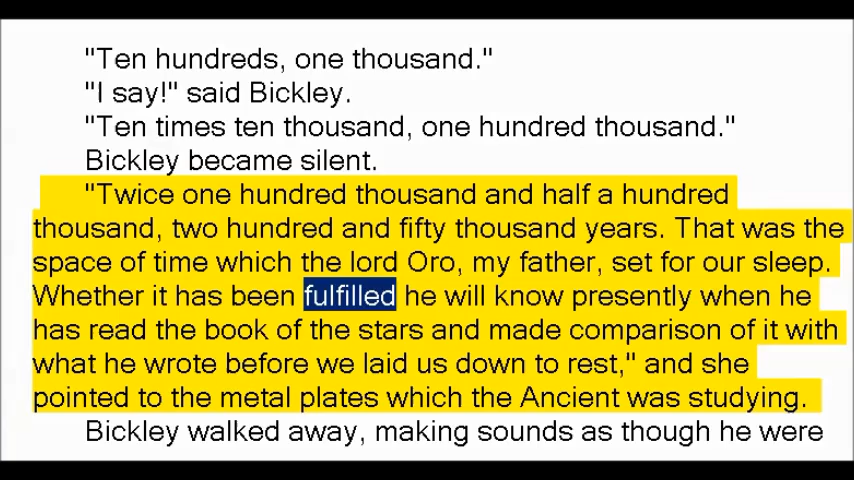 "Ten hundreds, one thousand."
"I say!" said Bickley.
"Ten times ten thousand, one hundred thousand."
Bickley became silent.
"Twice one hundred thousand and half a hundred
thousand, two hundred and fifty thousand years. That was the
space of time which the lord Oro, my father, set for our sleep.
Whether it has been fulfilled he will know presently when he
has read the book of the stars and made comparison of it with
what he wrote before we laid us down to rest," and she
pointed to the metal plates which the Ancient was studying.
Bickley walked away, making sounds as though he were